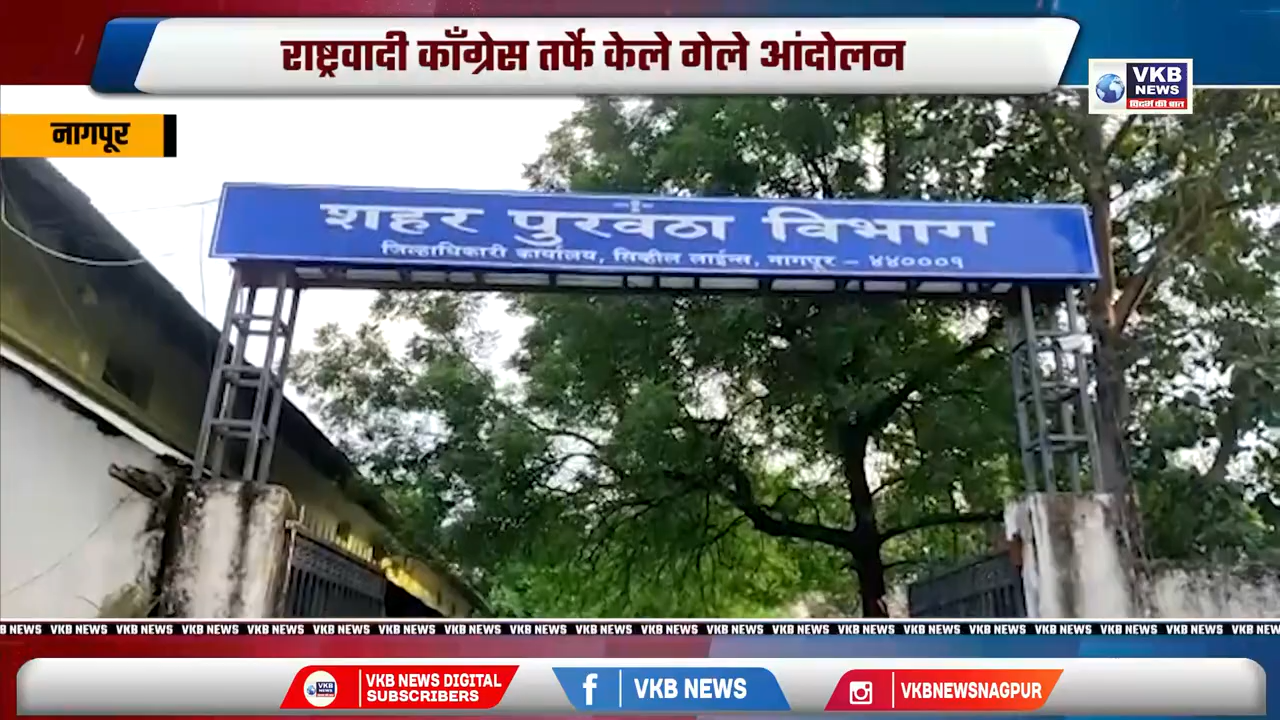 राष्ट्रवादी काँग्रेस तर्फे केले गेले आंदोलन
VKB
NEWS
विदर्भ की बात
नागपूर
शहर पुरवठा विभाग
जिल्हाधिकारी कार्यालय, सिव्हील लाईन्स, नागपूर – ४४०००१
B NEWS VKB NEWS VKB NEWS VKB NEWS VKB NEWS VKB NEWS VKB NEWS VKB NEWS VKB NEWS VKB NEWS VKB NEWS VKB NEWS VKB NEWS VKB NEWS VKB NEWS VKB NEWS VKB NEWS VKB NEWS VKB NEW
VKB NEWS
VKB NEWS DIGITAL
SUBSCRIBERS
VKB NEWS
VKBNEWSNAGPUR